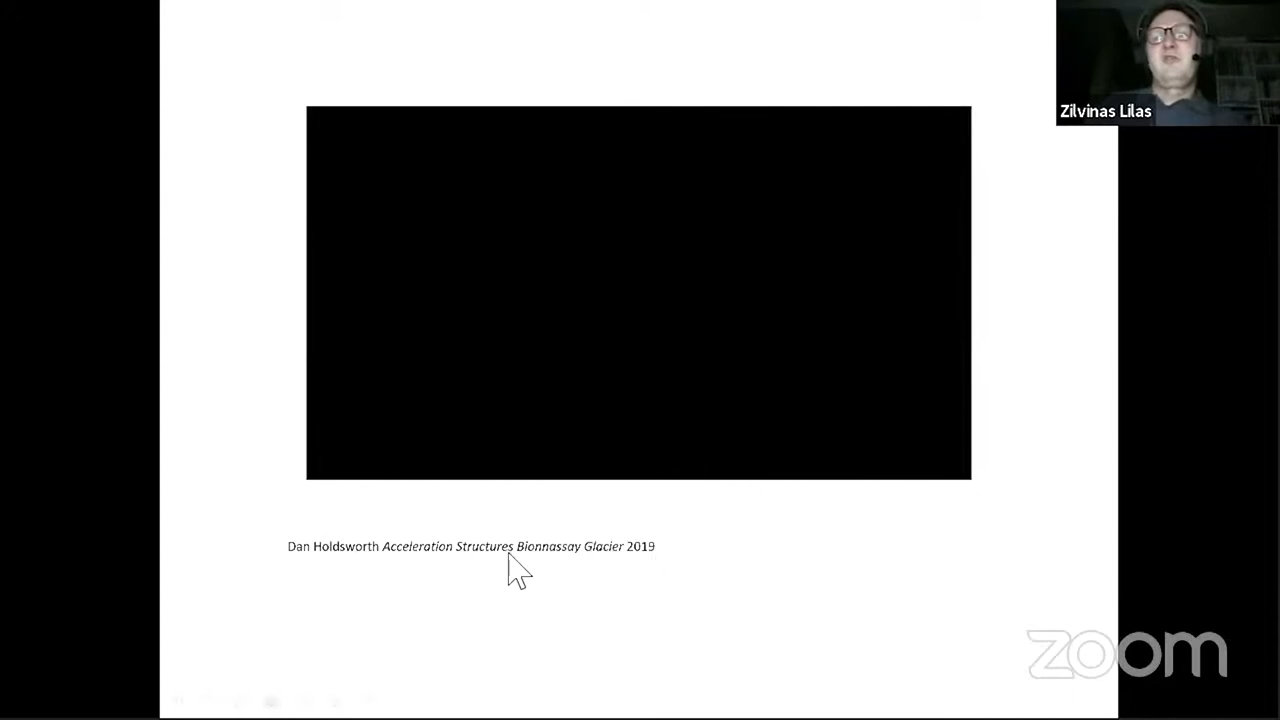 Zilvinas Lilas
Dan Holdsworth Acceleration Structures Bionnassay Glacier 2019
zoom